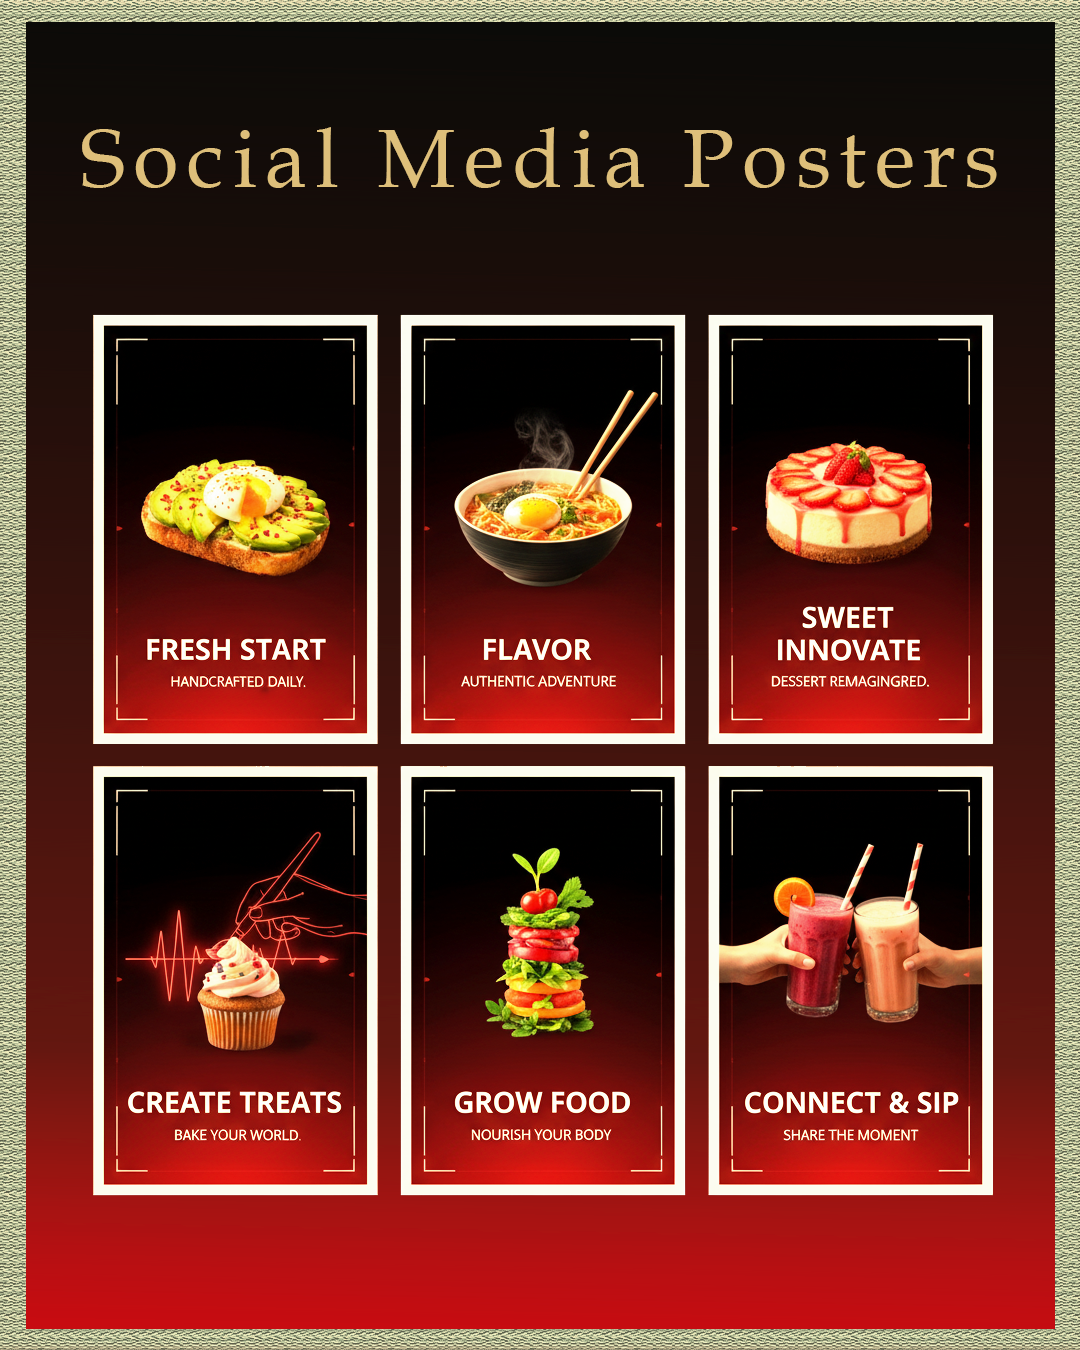 Social Media Posters
FRESH START
HANDCRAFTED DAILY.
FLAVOR
AUTHENTIC ADVENTURE
SWEET
INNOVATE
DESSERT REMAGINGRED.
CREATE TREATS
BAKE YOUR WORLD.
GROW FOOD
NOURISH YOUR BODY
CONNECT & SIP
SHARE THE MOMENT